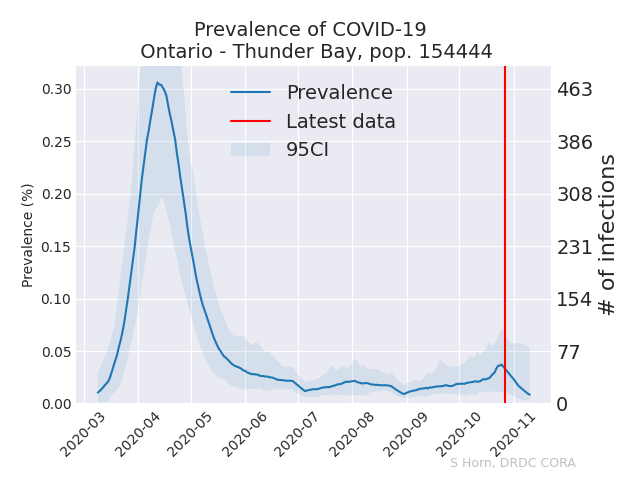 Prevalence of COVID-19
Ontario - Thunder Bay, pop. 154444
Prevalence
Latest data
95CI
Prevalence (%)
0.30
0.25
0.20
0.15
0.10
0.05
0.00
463
386
308
231
154
77
0
# of infections
2020-03
2020-04
2020-05
2020-06
2020-07
2020-08
2020-09
2020-10
2020-11
S Horn, DRDC CORA